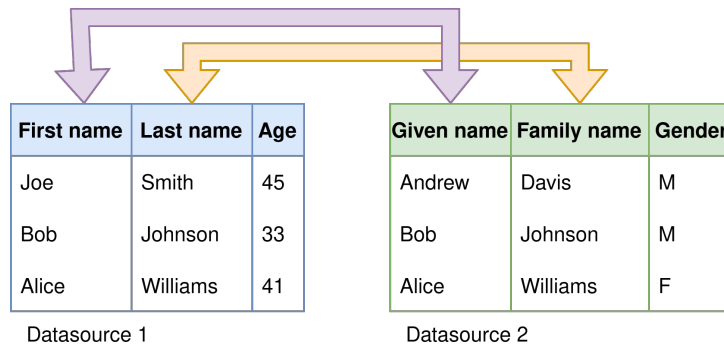 First name Last name Age Given name Family name Gender
Joe Smith 45 Andrew Davis M
Bob Johnson 33 Bob Johnson M
Alice Williams 41 Alice Williams F
Datasource 1 Datasource 2